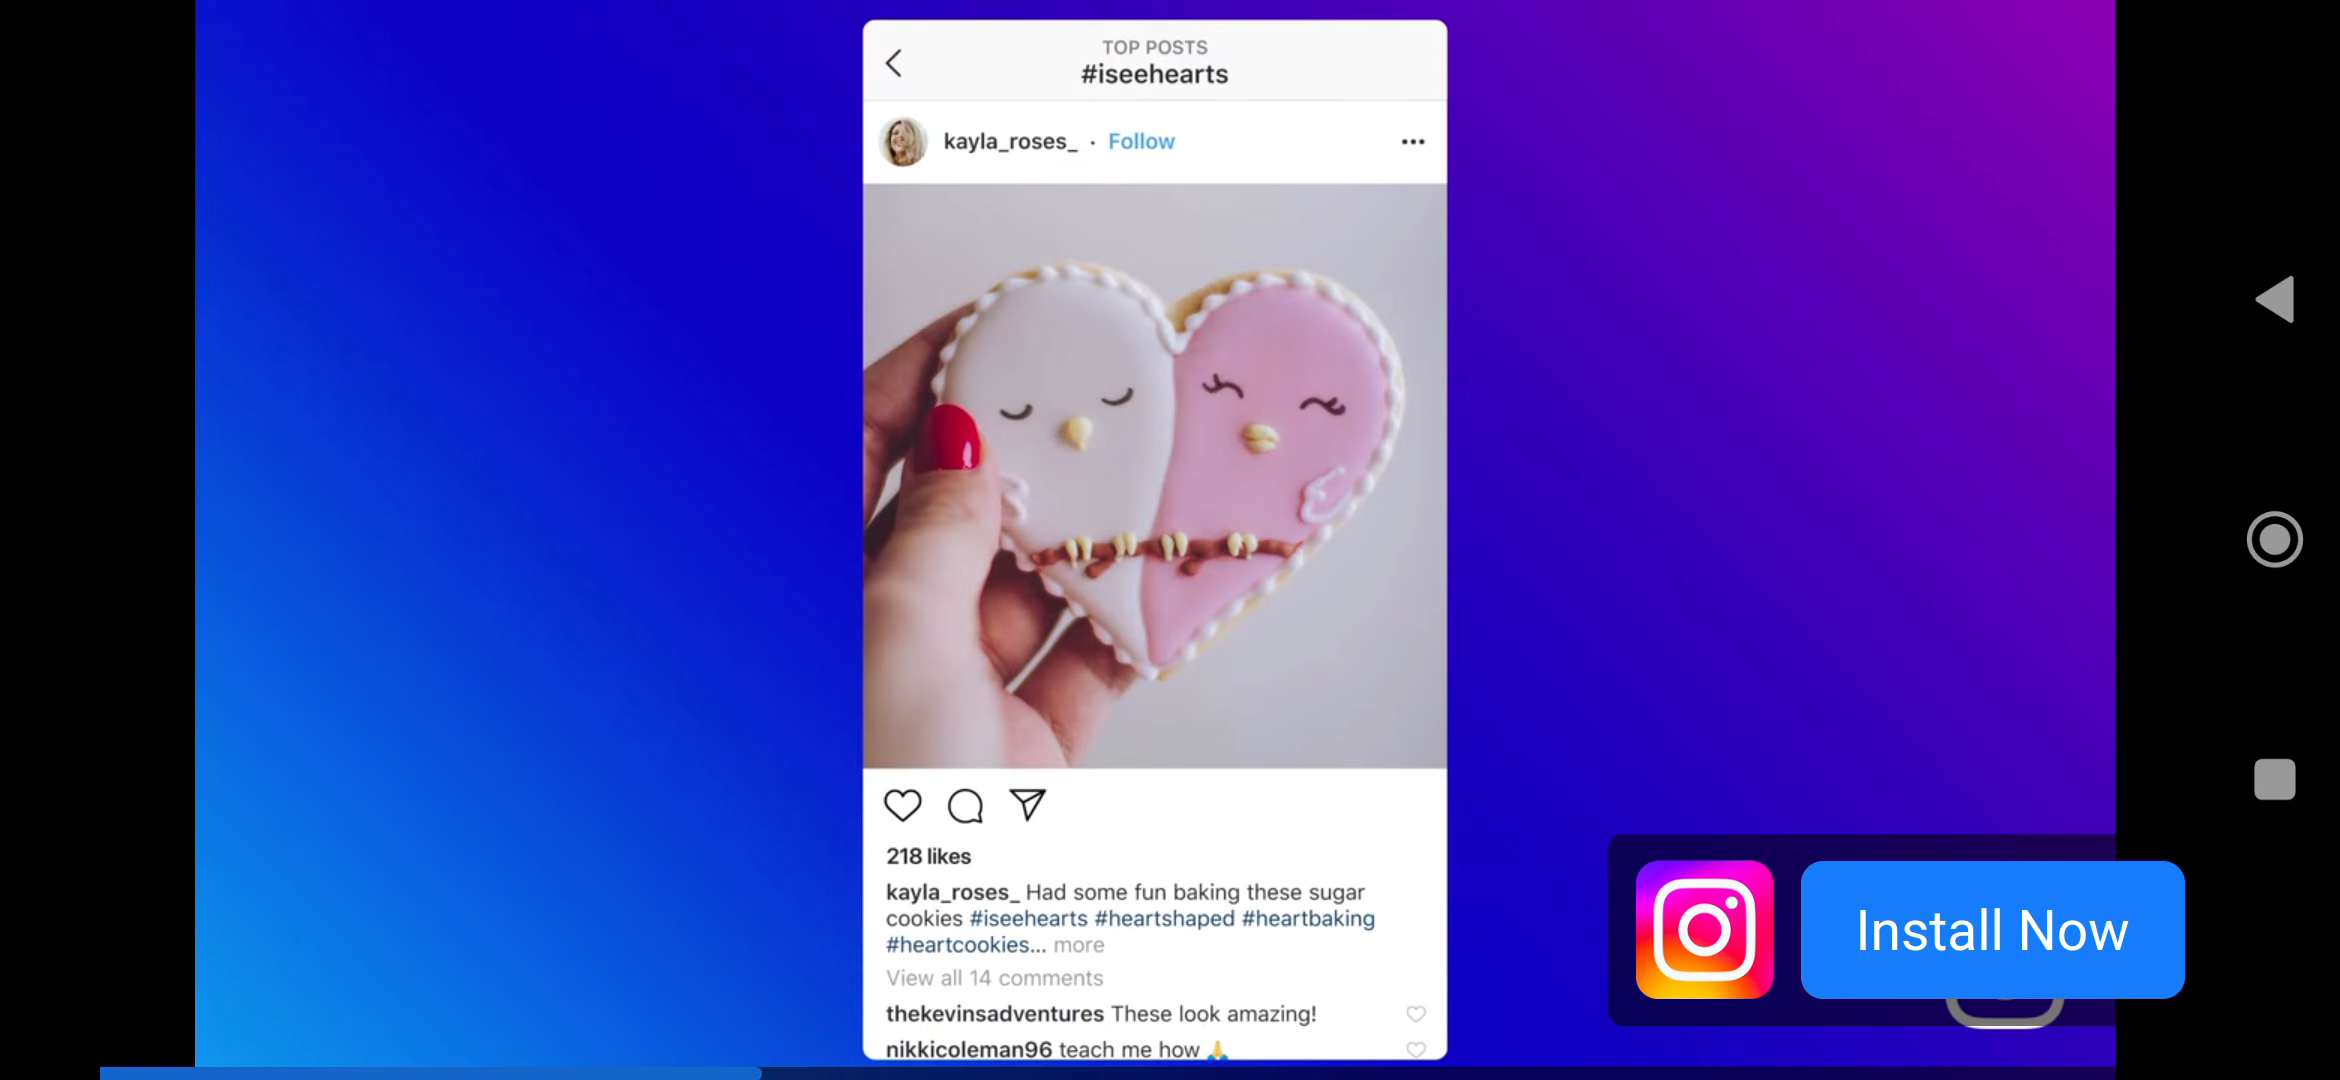 TOP POSTS
#iseehearts
kayla_roses_ · Follow
218 likes
kayla_roses_ Had some fun baking these sugar
cookies #iseehearts #heartshaped #heartbaking
#heartcookies... more
View all 14 comments
thekevinsadventures These look amazing!
nikkicoleman96 teach me how 🙏
Install Now